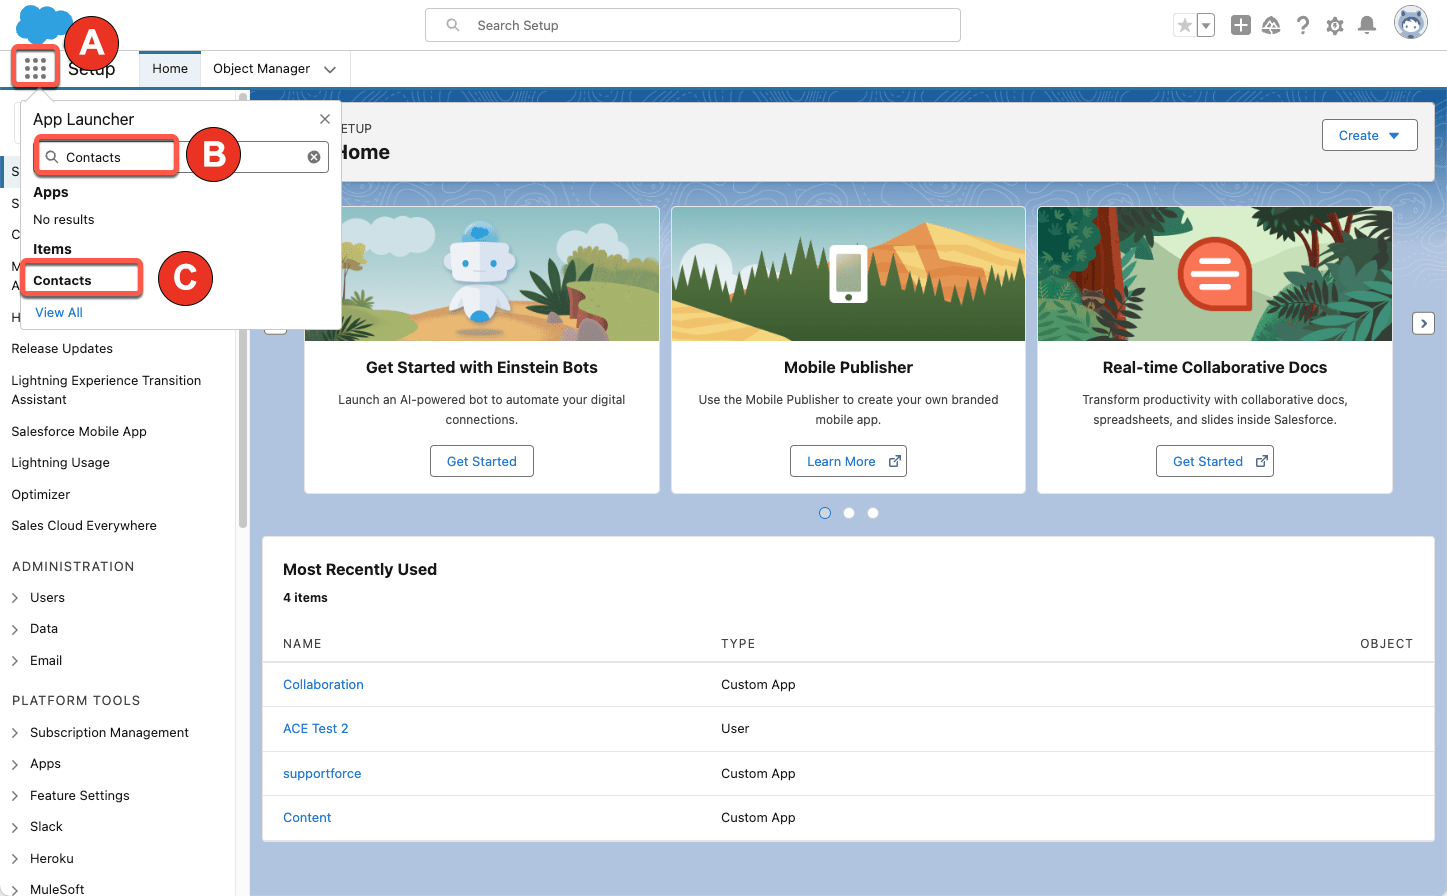 Search Setup
A
Setup
Home
Object Manager
App Launcher
Contacts
B
Apps
No results
Items
Contacts
C
View All
ETUP
Home
Create
S
S
C
M
A
H
Release Updates
Lightning Experience Transition
Assistant
Salesforce Mobile App
Lightning Usage
Optimizer
Sales Cloud Everywhere
ADMINISTRATION
Users
Data
Email
PLATFORM TOOLS
Subscription Management
Apps
Feature Settings
Slack
Heroku
MuleSoft
Get Started with Einstein Bots
Launch an AI-powered bot to automate your digital
connections.
Get Started
Mobile Publisher
Use the Mobile Publisher to create your own branded
mobile app.
Learn More
Real-time Collaborative Docs
Transform productivity with collaborative docs,
spreadsheets, and slides inside Salesforce.
Get Started
Most Recently Used
4 items
NAME TYPE OBJECT
Collaboration Custom App
ACE Test 2 User
supportforce Custom App
Content Custom App